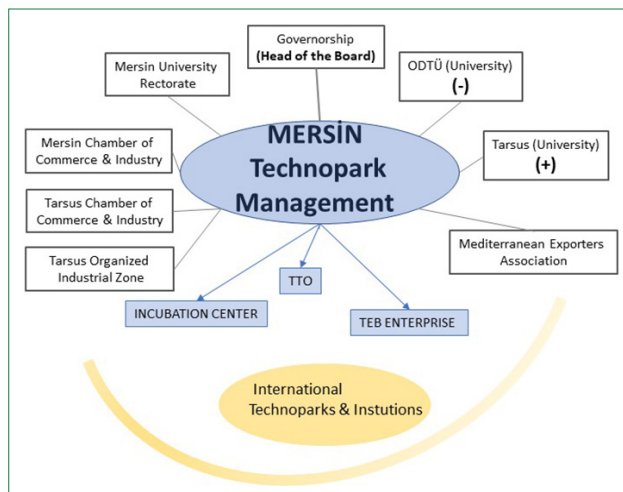 Governorship
(Head of the Board)
ODTÜ (University)
(-)
Mersin University
Rectorate
MERSİN
Technopark
Management
Mersin Chamber of
Commerce & Industry
Tarsus (University)
(+)
Tarsus Chamber of
Commerce & Industry
Mediterranean Exporters
Association
Tarsus Organized
Industrial Zone
TTO
INCUBATION CENTER
TEB ENTERPRISE
International
Technoparks & Instutions